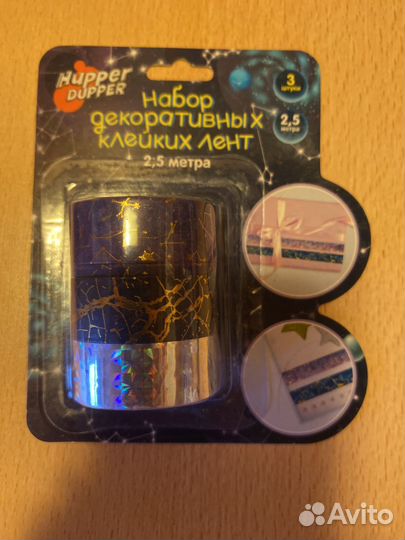 Hupper
DUPPER
3
штуки
Набор
декоративных
клейких лент
2,5 метра
2,5
метра
Avito